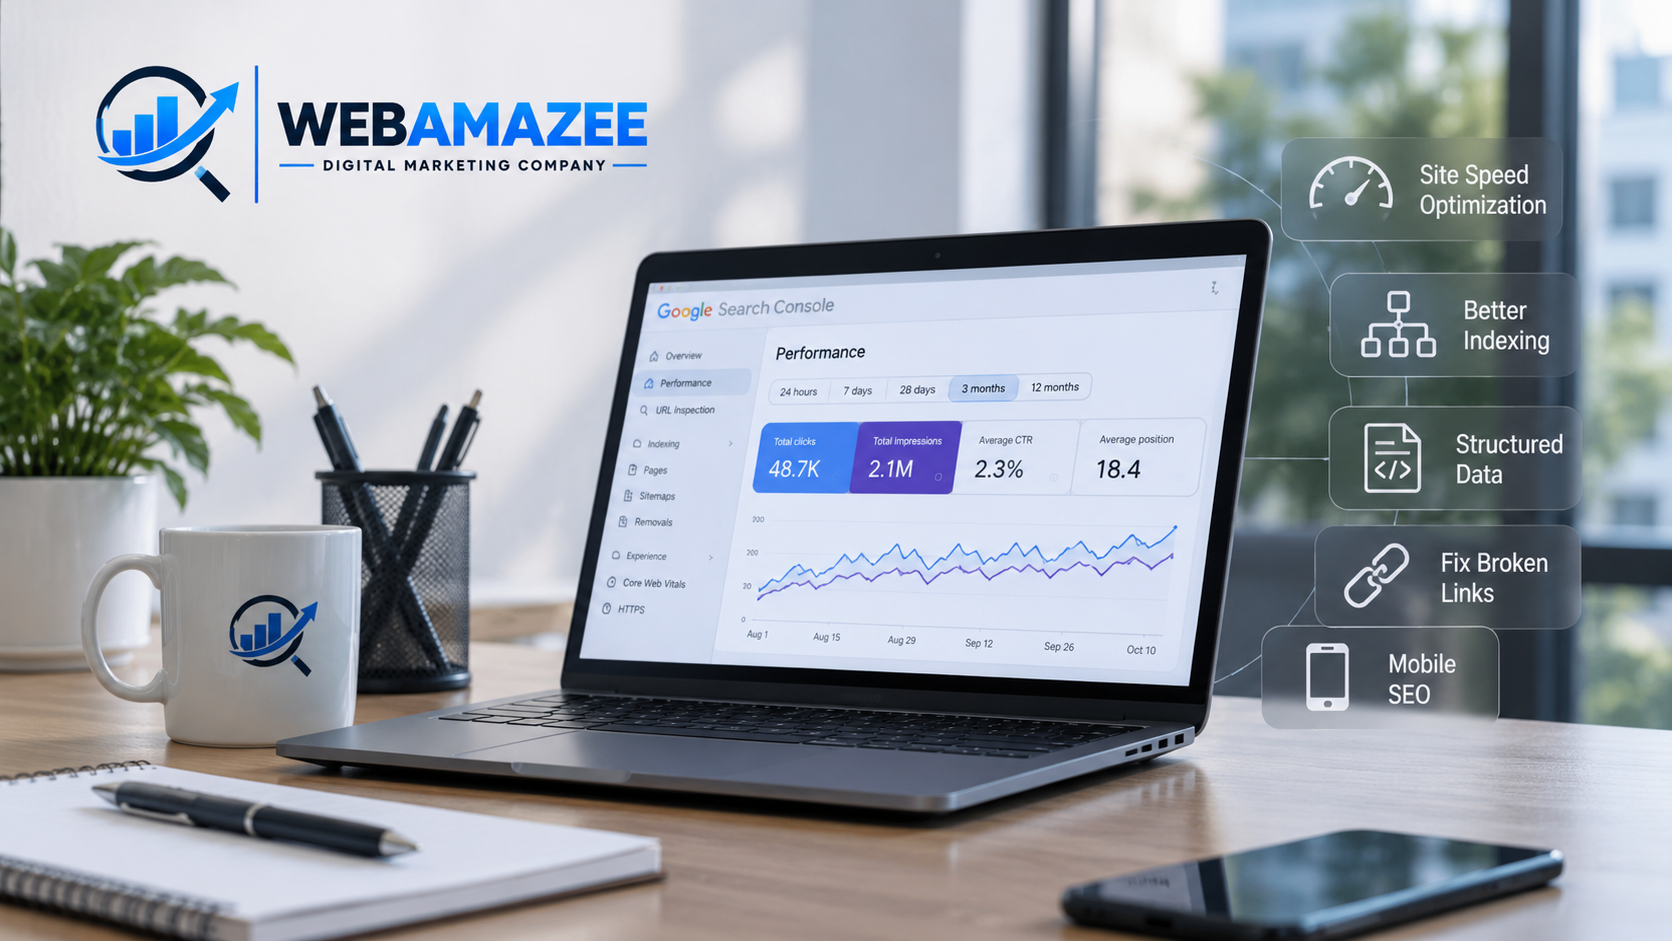 WEBAMAZEE
DIGITAL MARKETING COMPANY
Google Search Console
Overview
Performance
URL Inspection
Indexing
Pages
Sitemaps
Removals
Experience
Core Web Vitals
HTTPS
Performance
24 hours
7 days
28 days
3 months
12 months
Total clicks
48.7K
Total impressions
2.1M
Average CTR
2.3%
Average position
18.4
200
20
0
Aug 1
Aug 15
Aug 29
Sep 12
Sep 26
Oct 10
Site Speed
Optimization
Better
Indexing
Structured
Data
Fix Broken
Links
Mobile
SEO